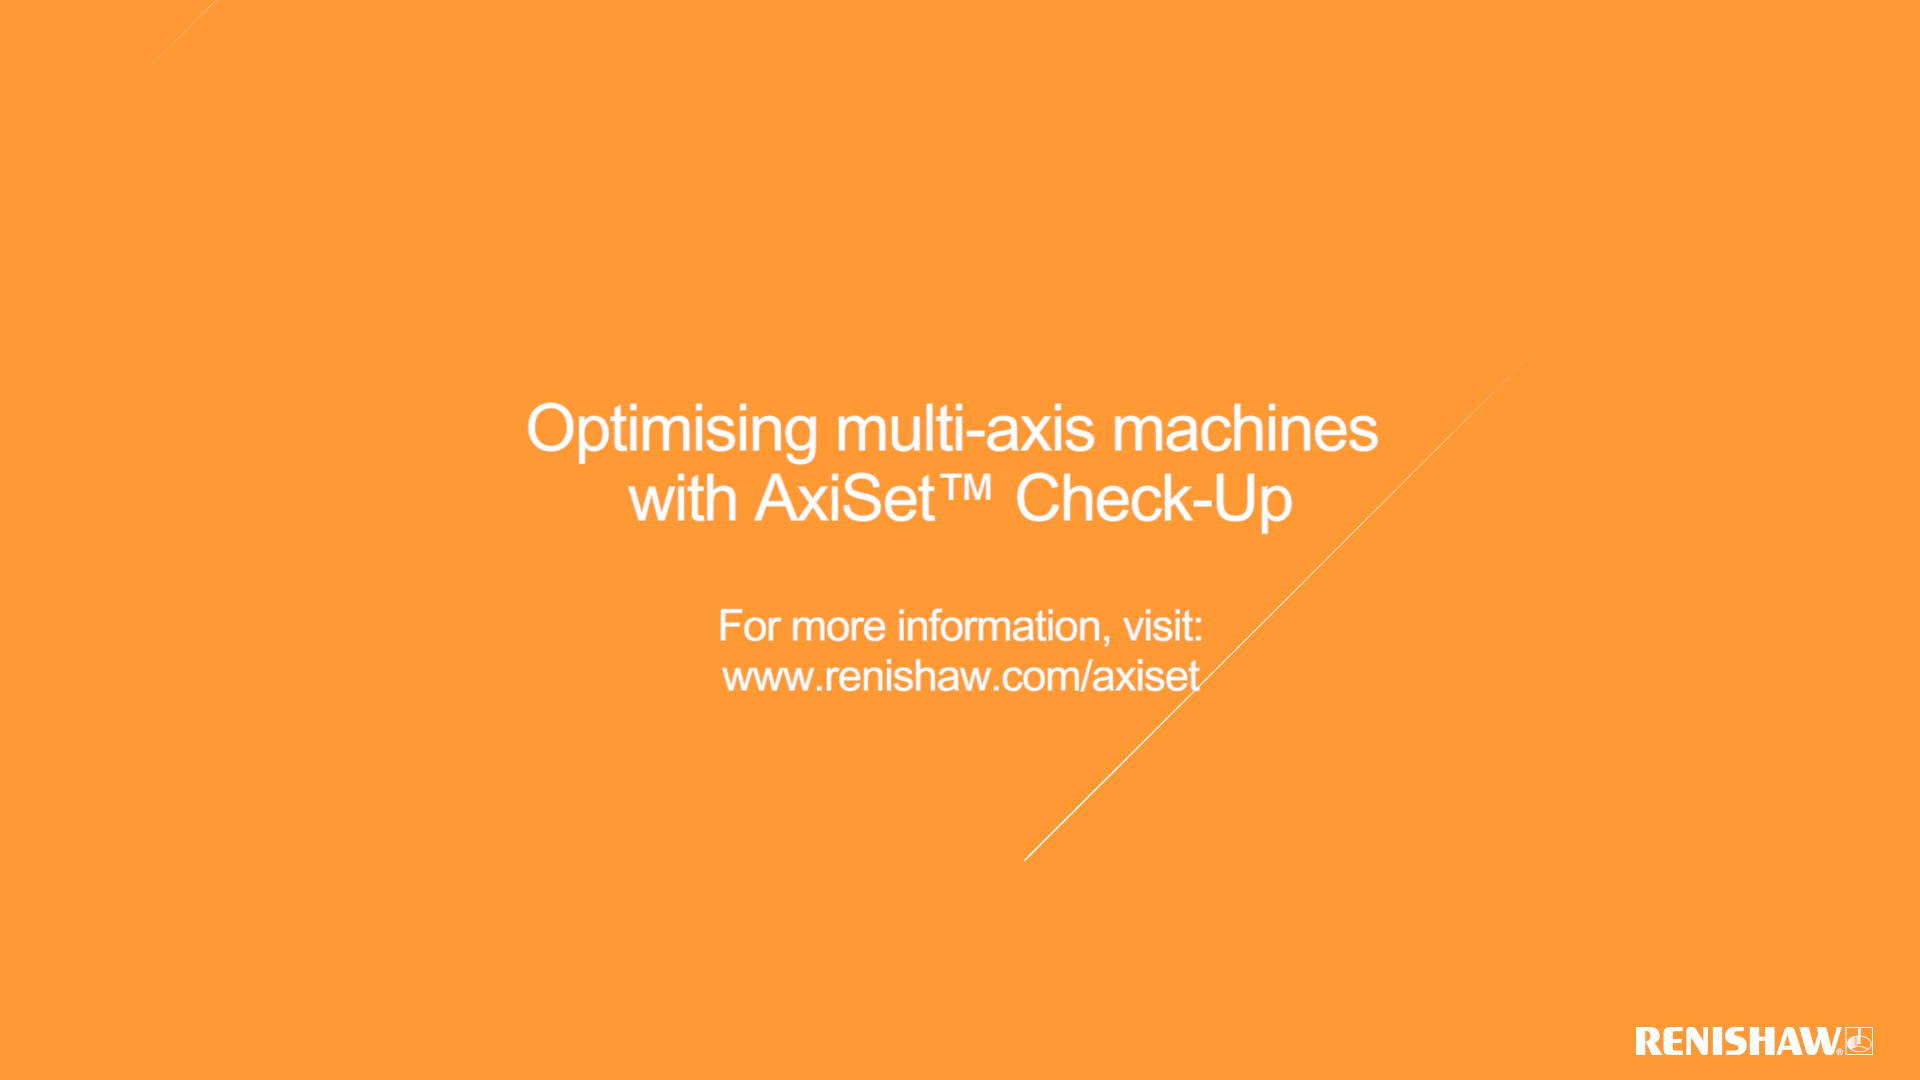 Optimising multi-axis machines
with AxiSet™ Check-Up
For more information, visit:
www.renishaw.com/axiset
RENISHAW®